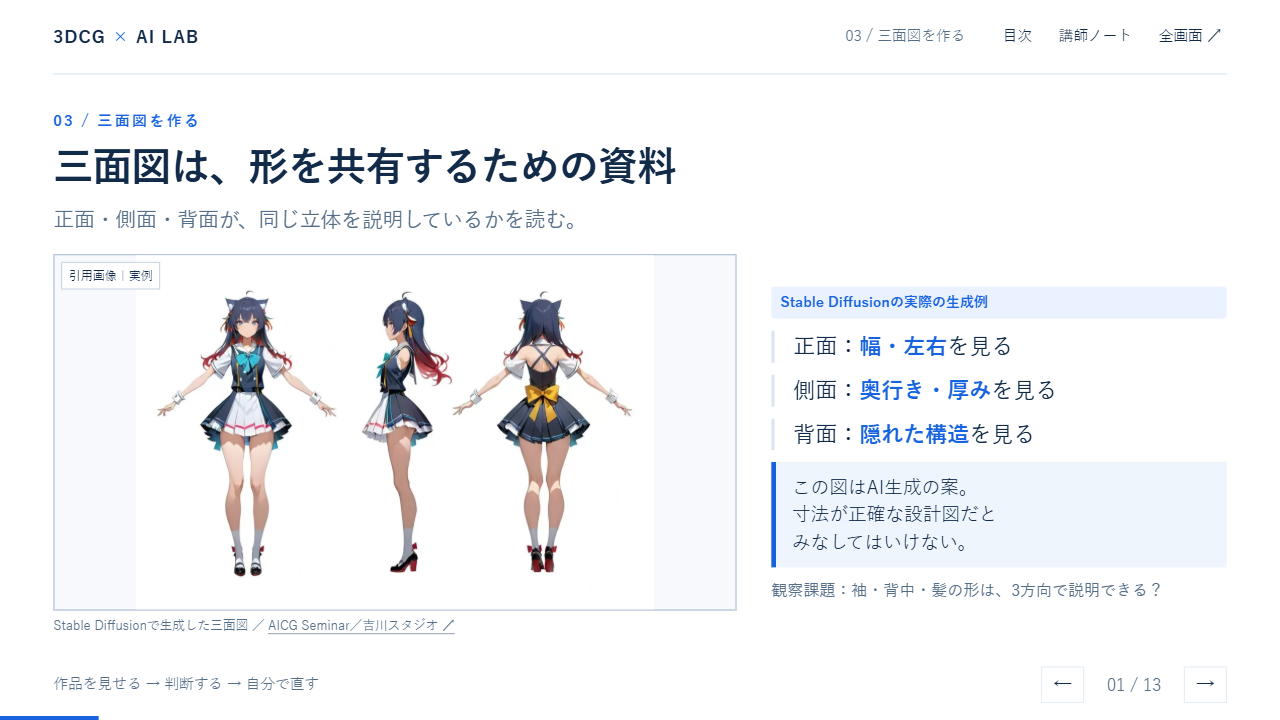 3DCG × AI LAB
03 / 三面図を作る
目次
講師ノート
全画面 ↗
03 / 三面図を作る
三面図は、形を共有するための資料
正面・側面・背面が、同じ立体を説明しているかを読む。
引用画像｜実例
Stable Diffusionの実際の生成例
正面：幅・左右を見る
側面：奥行き・厚みを見る
背面：隠れた構造を見る
この図はAI生成の案。
寸法が正確な設計図だと
みなしてはいけない。
観察課題：袖・背中・髪の形は、3方向で説明できる？
Stable Diffusionで生成した三面図 ／ AICG Seminar／吉川スタジオ ↗
作品を見せる → 判断する → 自分で直す
← 01 / 13 →